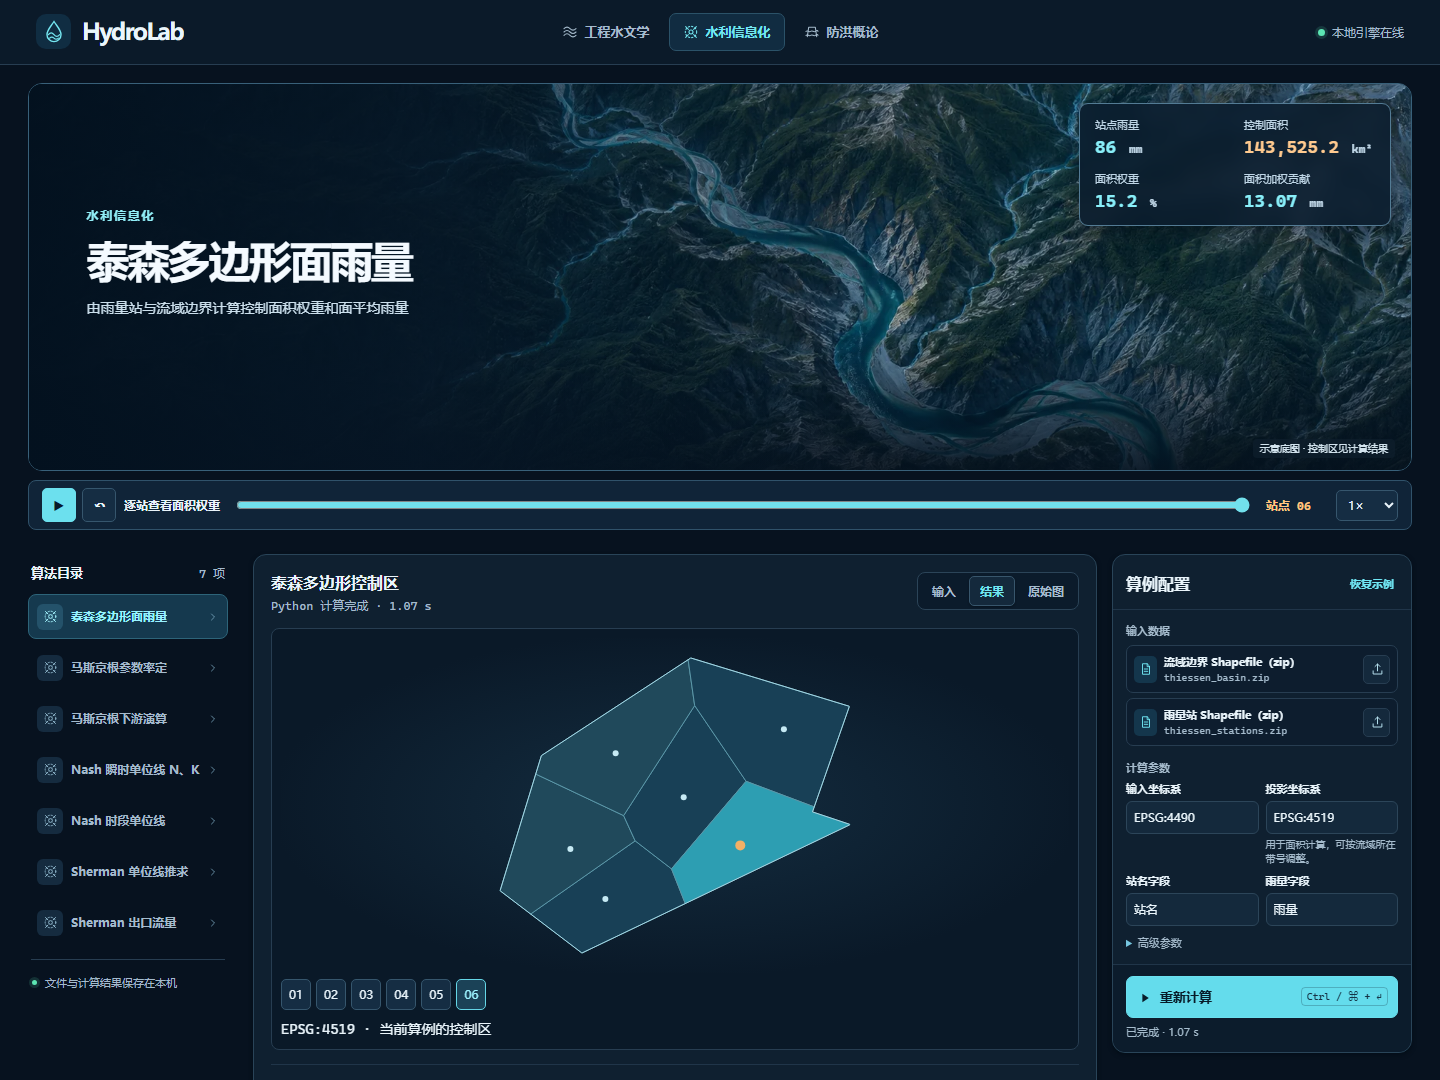 HydroLab
工程水文学
水利信息化
防洪概论
本地引擎在线
站点雨量
86 mm
控制面积
143,525.2 km²
面积权重
15.2 %
面积加权贡献
13.07 mm
水利信息化
泰森多边形面雨量
由雨量站与流域边界计算控制面积权重和面平均雨量
示意底图 · 控制区见计算结果
逐站查看面积权重
站点 06
1×
算法目录
7 项
泰森多边形面雨量
马斯京根参数率定
马斯京根下游演算
Nash 瞬时单位线 N、K
Nash 时段单位线
Sherman 单位线推求
Sherman 出口流量
文件与计算结果保存在本机
泰森多边形控制区
Python 计算完成 · 1.07 s
输入
结果
原始图
01 02 03 04 05 06
EPSG:4519 · 当前算例的控制区
算例配置
恢复示例
输入数据
流域边界 Shapefile（zip）
thiessen_basin.zip
雨量站 Shapefile（zip）
thiessen_stations.zip
计算参数
输入坐标系
投影坐标系
EPSG:4490
EPSG:4519
用于面积计算，可按流域所在
带号调整。
站名字段
雨量字段
站名
雨量
高级参数
重新计算
Ctrl / ⌘ + ⏎
已完成 · 1.07 s